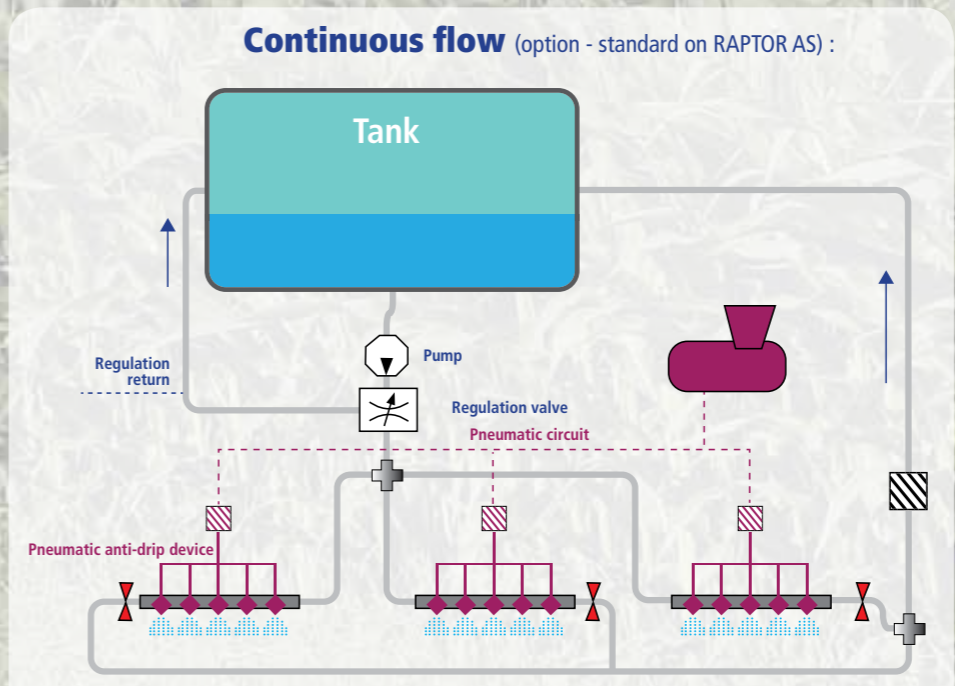 Continuous flow (option - standard on RAPTOR AS) :
Tank
Pump
Regulation
return
Regulation valve
Pneumatic circuit
Pneumatic anti-drip device